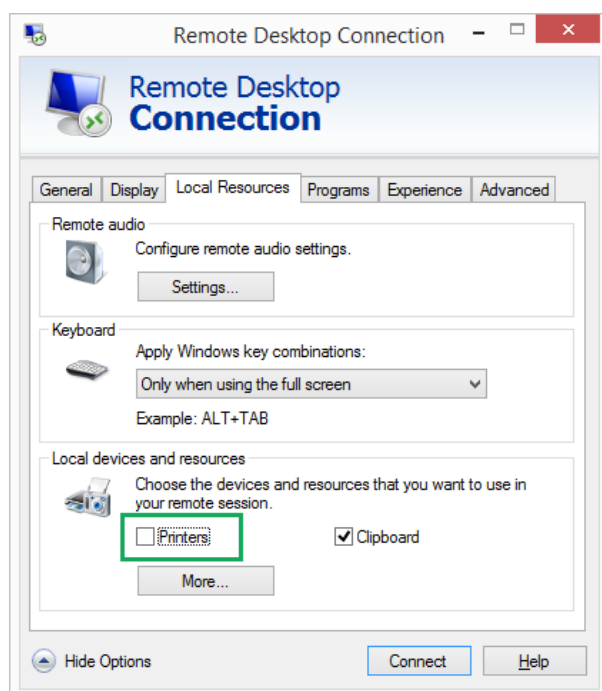 Remote Desktop Connection
Remote Desktop
Connection
General Display Local Resources Programs Experience Advanced
Remote audio
Configure remote audio settings.
Settings...
Keyboard
Apply Windows key combinations:
Only when using the full screen
Example: ALT+TAB
Local devices and resources
Choose the devices and resources that you want to use in
your remote session.
Printers Clipboard
More...
Hide Options Connect Help